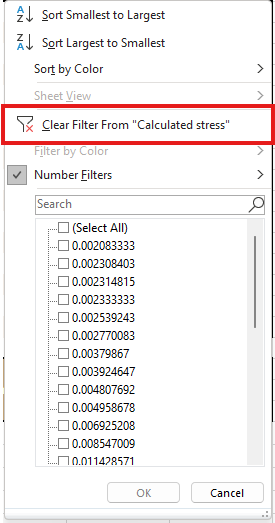 Sort Smallest to Largest
Sort Largest to Smallest
Sort by Color
Sheet View
Clear Filter From "Calculated stress"
Filter by Color
Number Filters
Search
(Select All)
0.002083333
0.002308403
0.002314815
0.002333333
0.002539243
0.002770083
0.00379867
0.003924647
0.004807692
0.004958678
0.006925208
0.008547009
0.011428571
OK Cancel